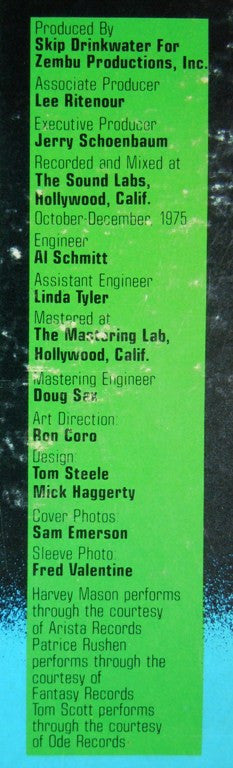 Produced By
Skip Drinkwater For
Zembu Productions, Inc.
Associate Producer
Lee Ritenour
Executive Producer
Jerry Schoenbaum
Recorded and Mixed at
The Sound Labs,
Hollywood, Calif.
October-December, 1975
Engineer
Al Schmitt
Assistant Engineer
Linda Tyler
Mastered at
The Mastering Lab,
Hollywood, Calif.
Mastering Engineer
Doug Sax
Art Direction:
Ron Coro
Design:
Tom Steele
Mick Haggerty
Cover Photos:
Sam Emerson
Sleeve Photo:
Fred Valentine
Harvey Mason performs
through the courtesy
of Arista Records
Patrice Rushen
performs through the
courtesy of
Fantasy Records
Tom Scott performs
through the courtesy
of Ode Records